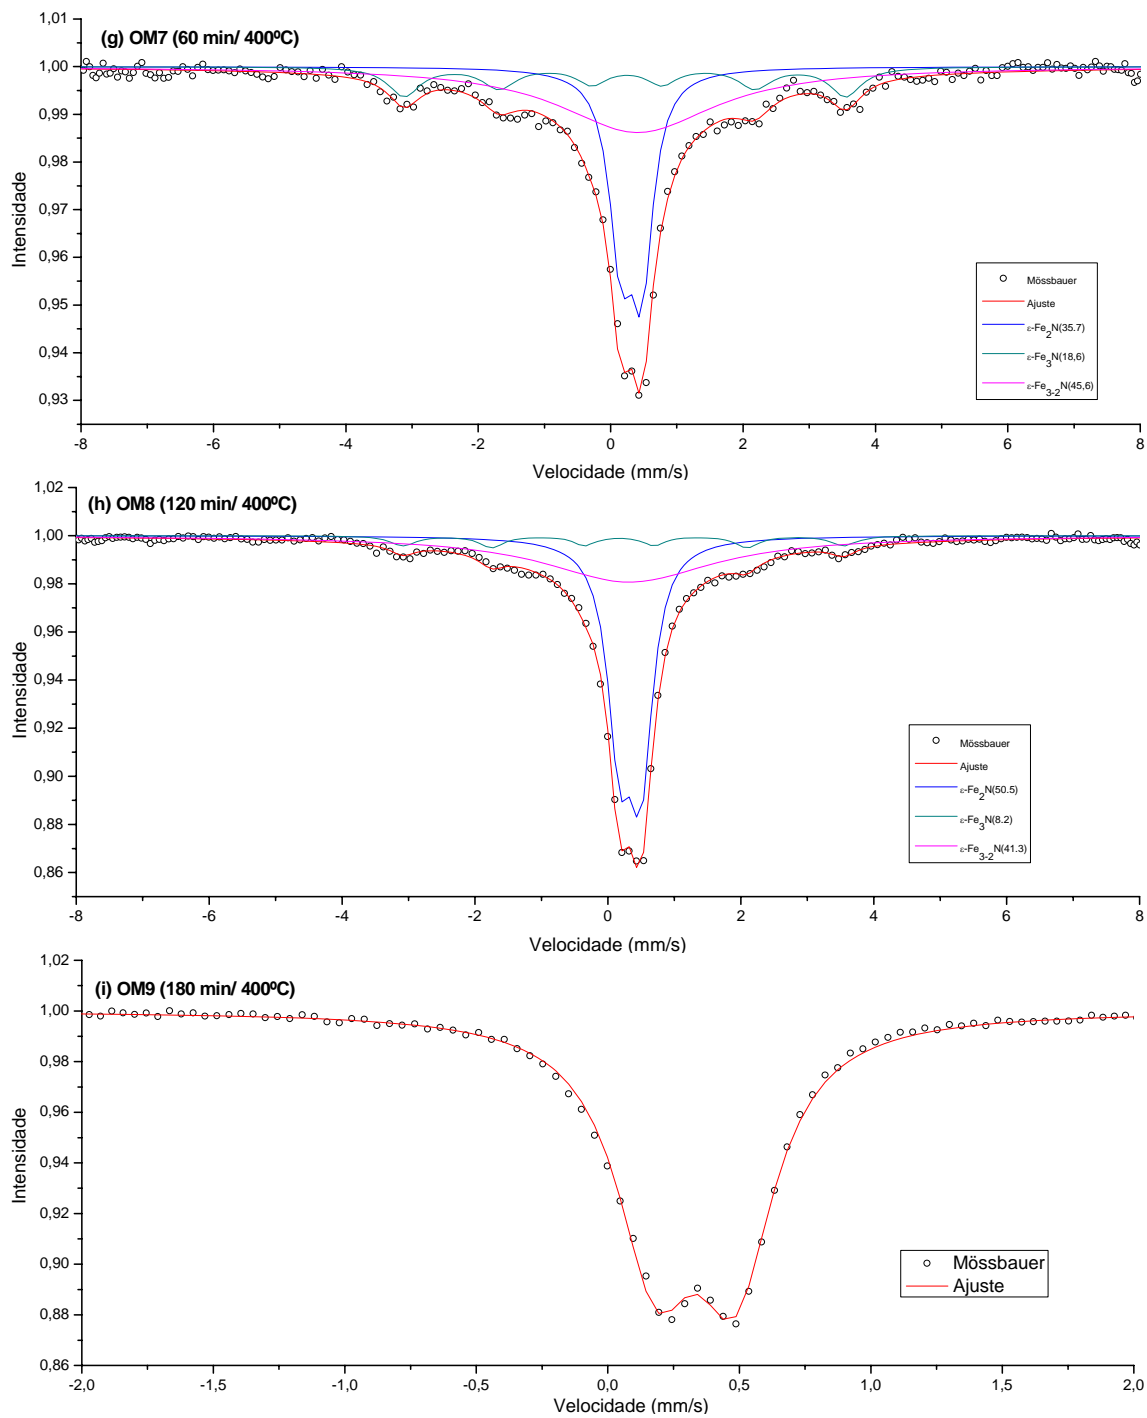 (g) OM7 (60 min/ 400ºC)
1,01
1,00
0,99
0,98
0,97
0,96
0,95
0,94
0,93
Intensidade
-8 -6 -4 -2 0 2 4 6 8
Velocidade (mm/s)
Mössbauer
Ajuste
ε-Fe2N(35.7)
ε-Fe3N(18,6)
ε-Fe3-2N(45,6)
(h) OM8 (120 min/ 400ºC)
1,02
1,00
0,98
0,96
0,94
0,92
0,90
0,88
0,86
Intensidade
-8 -6 -4 -2 0 2 4 6 8
Velocidade (mm/s)
Mössbauer
Ajuste
ε-Fe2N(50.5)
ε-Fe3N(8.2)
ε-Fe3-2N(41.3)
(i) OM9 (180 min/ 400ºC)
1,02
1,00
0,98
0,96
0,94
0,92
0,90
0,88
0,86
Intensidade
-2,0 -1,5 -1,0 -0,5 0,0 0,5 1,0 1,5 2,0
Velocidade (mm/s)
Mössbauer
Ajuste